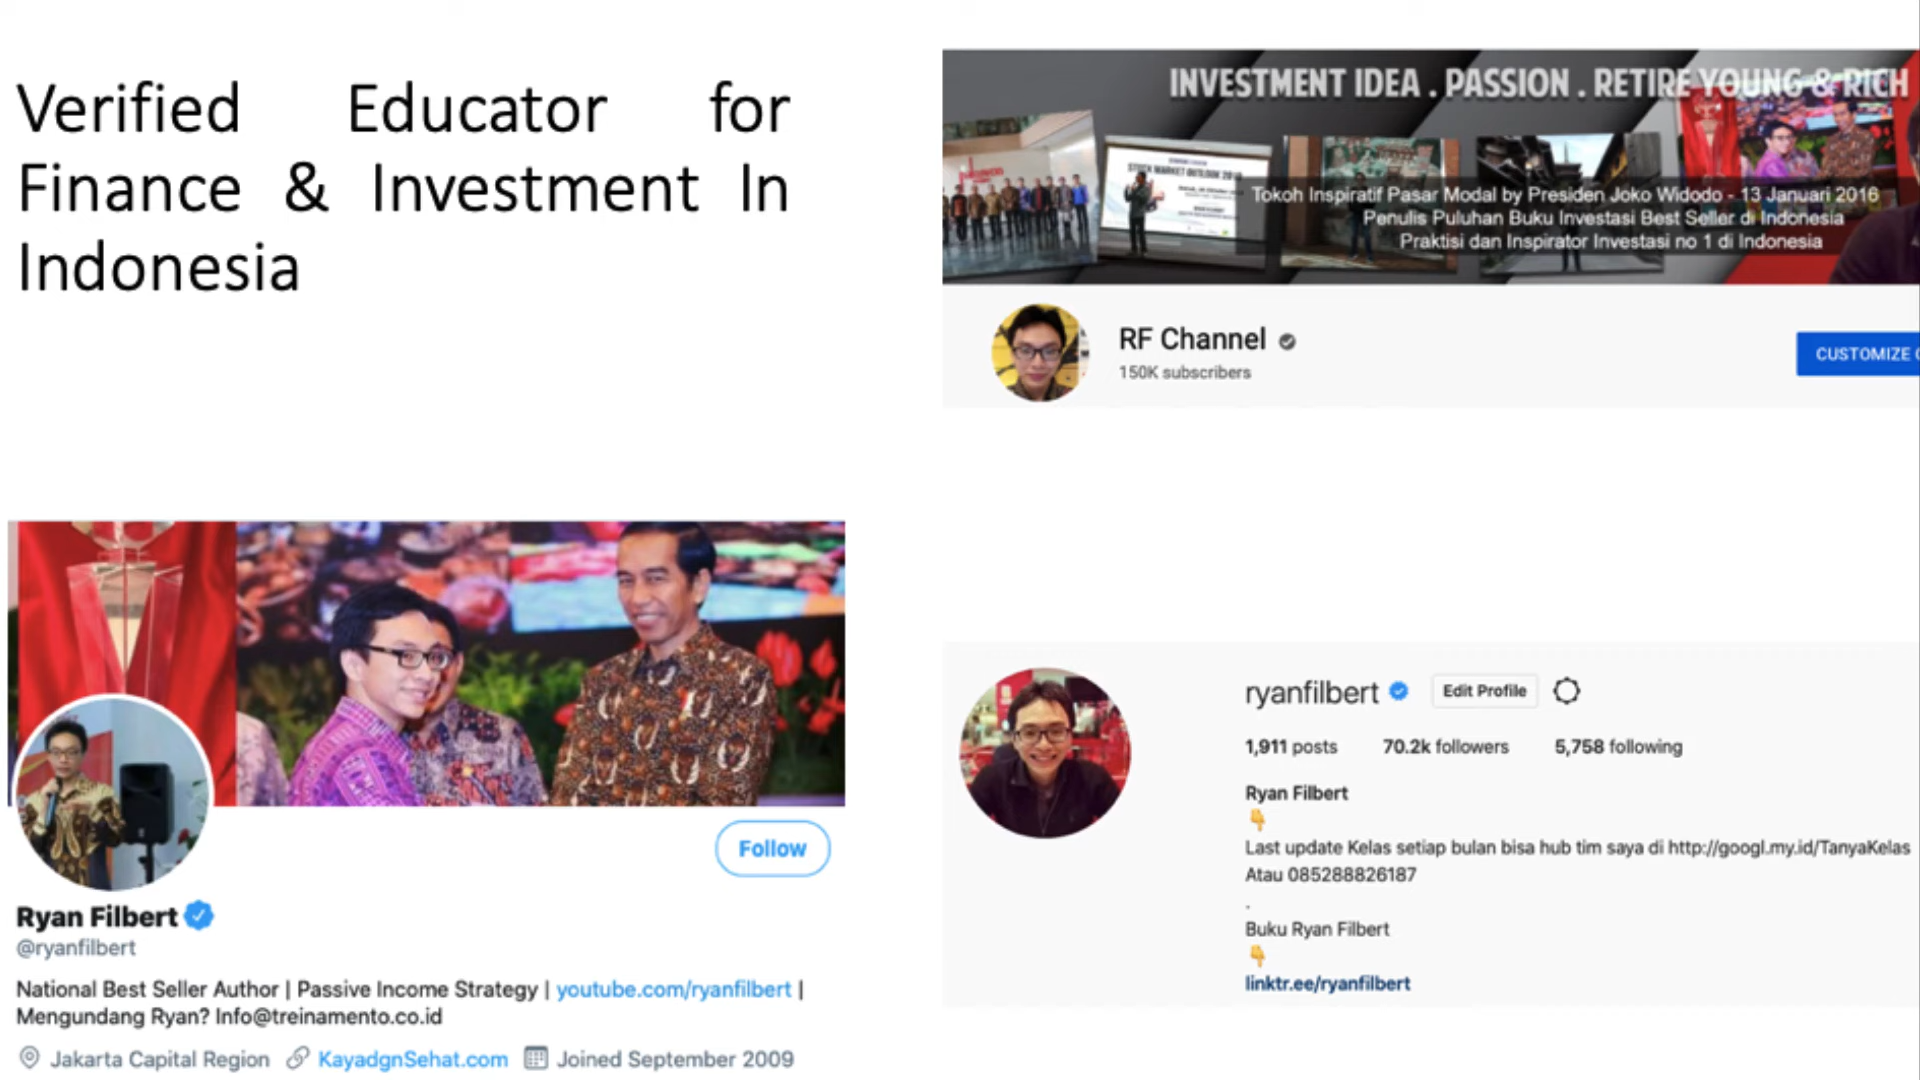 Verified Educator for
Finance & Investment In
Indonesia
INVESTMENT IDEA . PASSION . RETIRE YOUNG & RICH
STOCK MARKET OUTLOOK
Tokoh Inspiratif Pasar Modal by Presiden Joko Widodo - 13 Januari 2016
Penulis Puluhan Buku Investasi Best Seller di Indonesia
Praktisi dan Inspirator Investasi no 1 di Indonesia
RF Channel
150K subscribers
CUSTOMIZE
Follow
Ryan Filbert
@ryanfilbert
National Best Seller Author | Passive Income Strategy | youtube.com/ryanfilbert |
Mengundang Ryan? Info@treinamento.co.id
Jakarta Capital Region KayadgnSehat.com Joined September 2009
ryanfilbert Edit Profile
1,911 posts 70.2k followers 5,758 following
Ryan Filbert
👇
Last update Kelas setiap bulan bisa hub tim saya di http://googl.my.id/TanyaKelas
Atau 085288826187
.
Buku Ryan Filbert
👇
linktr.ee/ryanfilbert